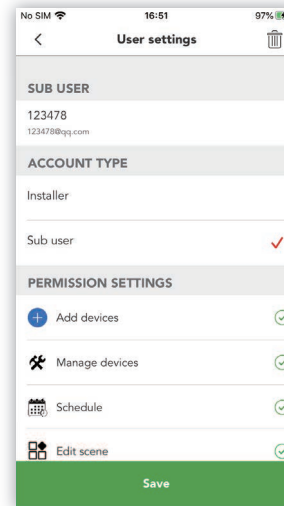 No SIM 16:51 97%
User settings
SUB USER
123478
123478@qq.com
ACCOUNT TYPE
Installer
Sub user
PERMISSION SETTINGS
Add devices
Manage devices
Schedule
Edit scene
Save